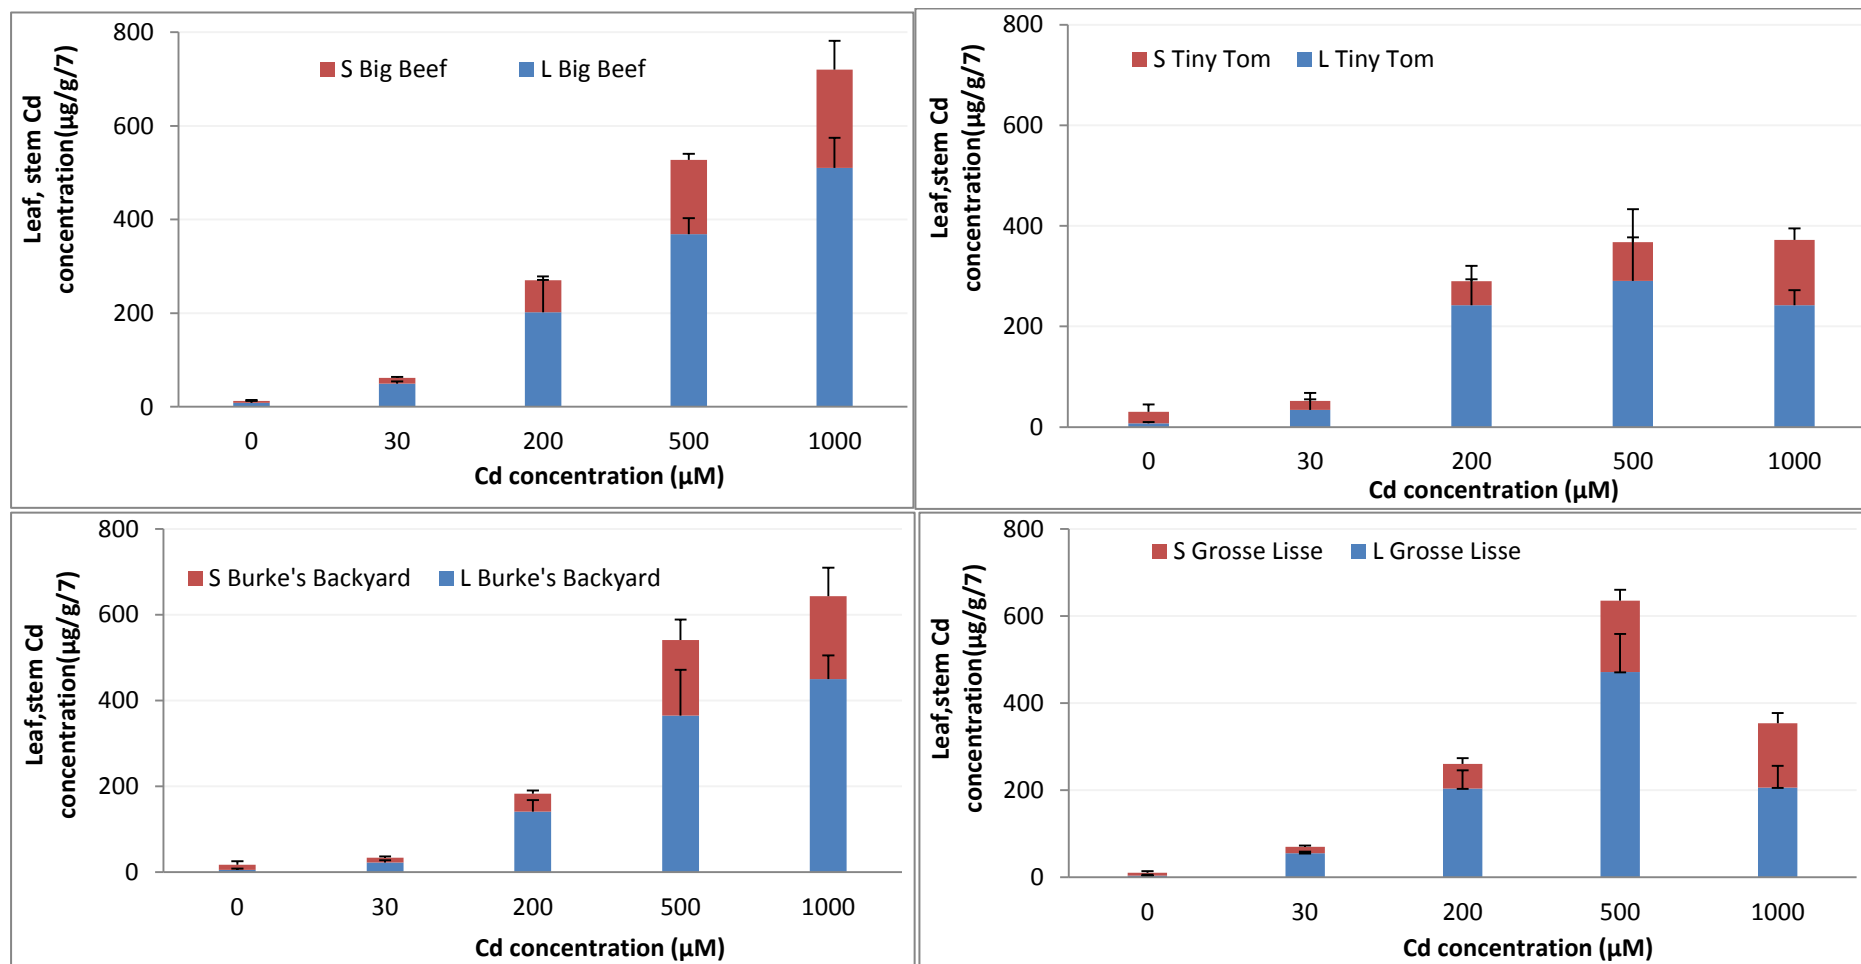 Leaf, stem Cd
concentration(µg/g/7)
800
600
400
200
0
S Big Beef
L Big Beef
0
30
200
500
1000
Cd concentration (µM)
Leaf,stem Cd
concentration(µg/g/7)
800
600
400
200
0
S Tiny Tom
L Tiny Tom
0
30
200
500
1000
Cd concentration (µM)
Leaf,stem Cd
concentration(µg/g/7)
800
600
400
200
0
S Burke's Backyard
L Burke's Backyard
0
30
200
500
1000
Cd concentration (µM)
Leaf,stem Cd
concentration(µg/g/7)
800
600
400
200
0
S Grosse Lisse
L Grosse Lisse
0
30
200
500
1000
Cd concentration (µM)